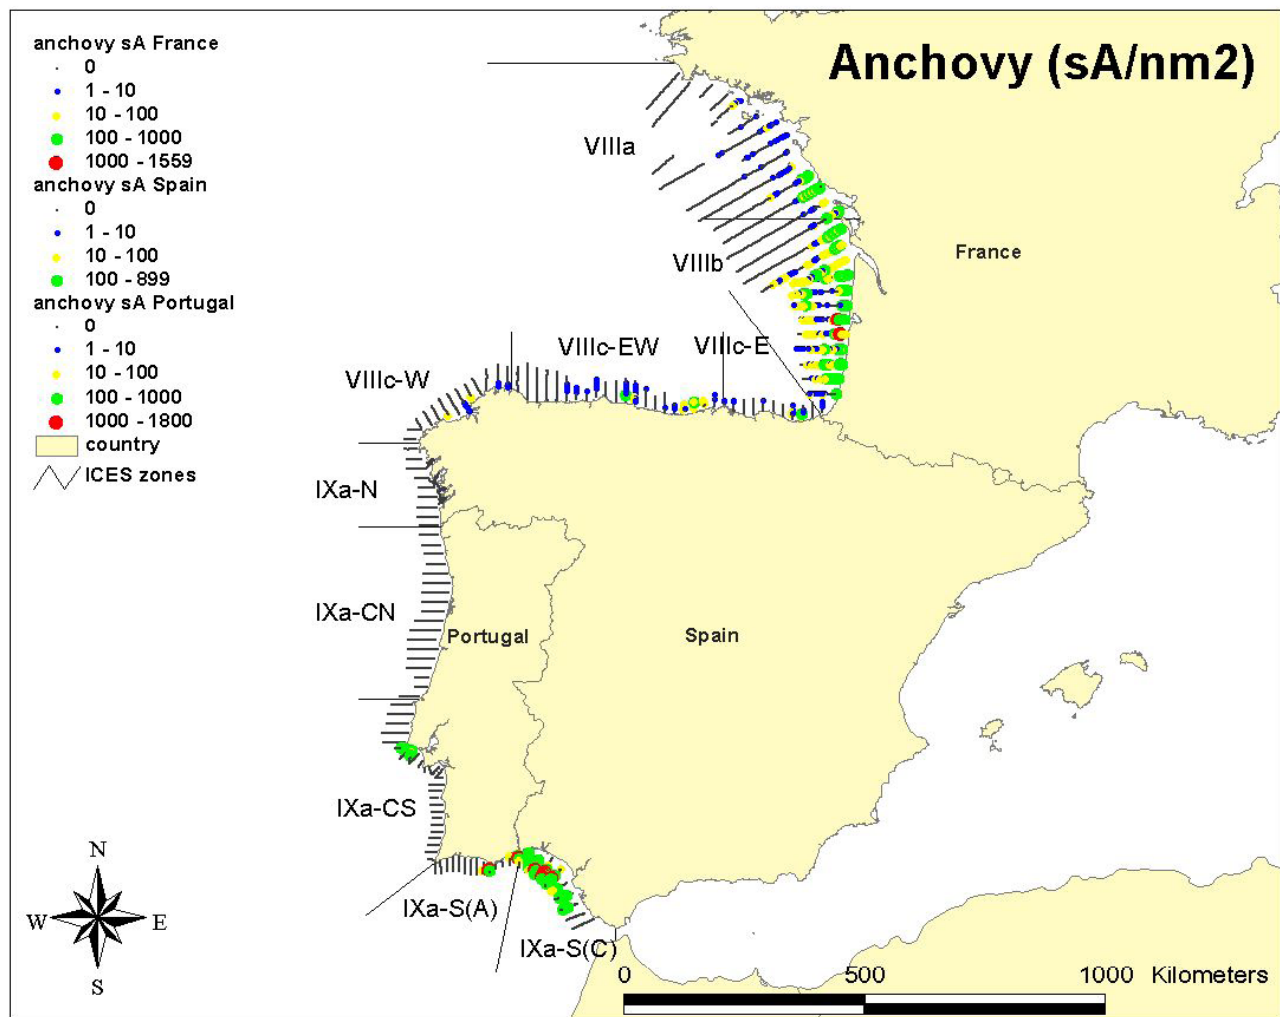 Anchovy (sA/nm2)
anchovy sA France
0
1 - 10
10 - 100
100 - 1000
1000 - 1559
anchovy sA Spain
0
1 - 10
10 - 100
100 - 899
anchovy sA Portugal
0
1 - 10
10 - 100
100 - 1000
1000 - 1800
country
ICES zones
VIIIa
VIIIb
France
VIIIc-EW
VIIIc-E
VIIIc-W
IXa-N
IXa-CN
Portugal
Spain
IXa-CS
IXa-S(A)
IXa-S(C)
N
W
E
S
0 500 1000 Kilometers